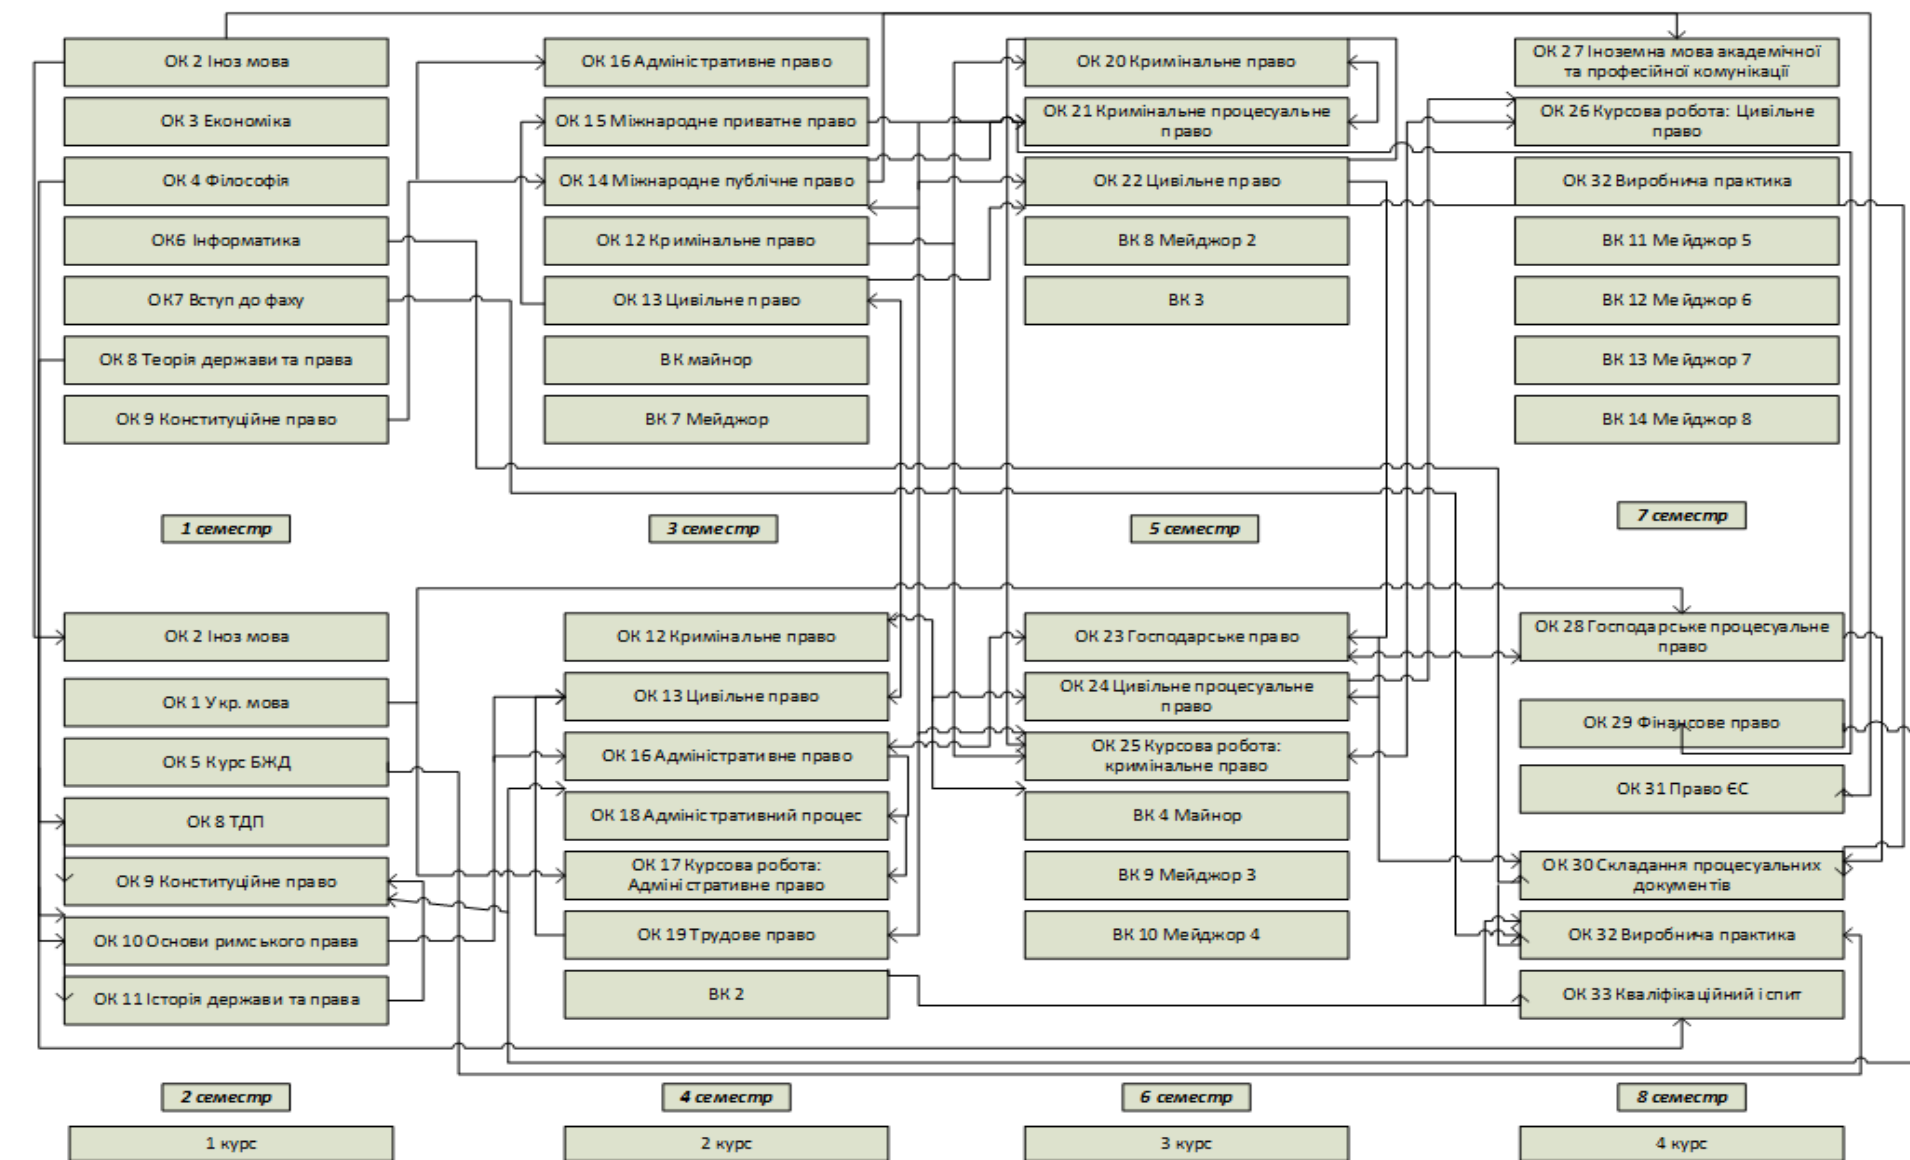 ОК 2 Іноз мова
ОК 3 Економіка
ОК 4 Філософія
ОК6 Інформатика
ОК7 Вступ до фаху
ОК 8 Теорія держави та права
ОК 9 Конституційне право
1 семестр
ОК 16 Адміністративне право
ОК 15 Міжнародне приватне право
ОК 14 Міжнародне публічне право
ОК 12 Кримінальне право
ОК 13 Цивільне право
ВК майнор
ВК 7 Мейджор
3 семестр
ОК 20 Кримінальне право
ОК 21 Кримінальне процесуальне
право
ОК 22 Цивільне право
ВК 8 Мейджор 2
ВК 3
5 семестр
ОК 27 Іноземна мова академічної
та професійної комунікації
ОК 26 Курсова робота: Цивільне
право
ОК 32 Виробнича практика
ВК 11 Мейджор 5
ВК 12 Мейджор 6
ВК 13 Мейджор 7
ВК 14 Мейджор 8
7 семестр
ОК 2 Іноз мова
ОК 1 Укр. мова
ОК 5 Курс БЖД
ОК 8 ТДП
ОК 9 Конституційне право
ОК 10 Основи римського права
ОК 11 Історія держави та права
2 семестр
1 курс
ОК 12 Кримінальне право
ОК 13 Цивільне право
ОК 16 Адміністративне право
ОК 18 Адміністративний процес
ОК 17 Курсова робота:
Адміністративне право
ОК 19 Трудове право
ВК 2
4 семестр
2 курс
ОК 23 Господарське право
ОК 24 Цивільне процесуальне
право
ОК 25 Курсова робота:
кримінальне право
ВК 4 Майнор
ВК 9 Мейджор 3
ВК 10 Мейджор 4
6 семестр
3 курс
ОК 28 Господарське процесуальне
право
ОК 29 Фінансове право
ОК 31 Право ЄС
ОК 30 Складання процесуальних
документів
ОК 32 Виробнича практика
ОК 33 Кваліфікаційний іспит
8 семестр
4 курс